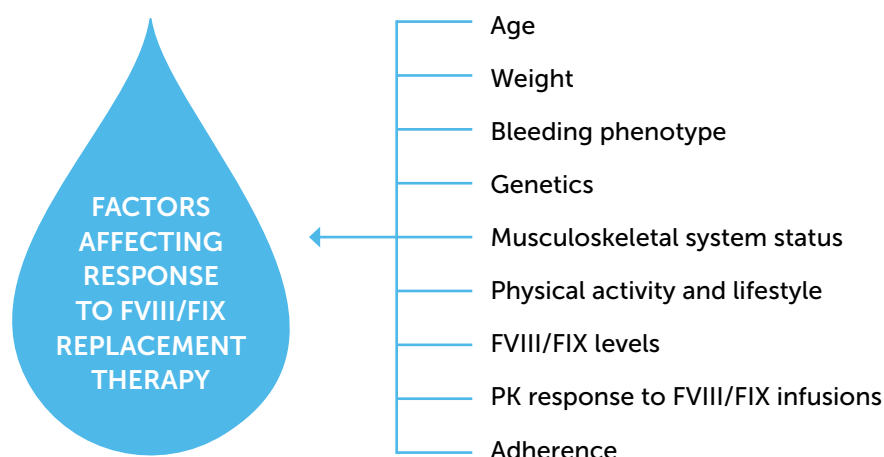 FACTORS
AFFECTING
RESPONSE
TO FVIII/FIX
REPLACEMENT
THERAPY
Age
Weight
Bleeding phenotype
Genetics
Musculoskeletal system status
Physical activity and lifestyle
FVIII/FIX levels
PK response to FVIII/FIX infusions
Adherence